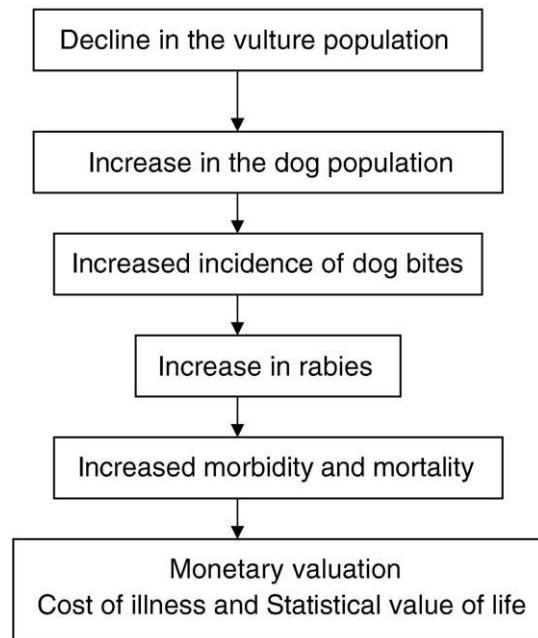 Decline in the vulture population
Increase in the dog population
Increased incidence of dog bites
Increase in rabies
Increased morbidity and mortality
Monetary valuation
Cost of illness and Statistical value of life